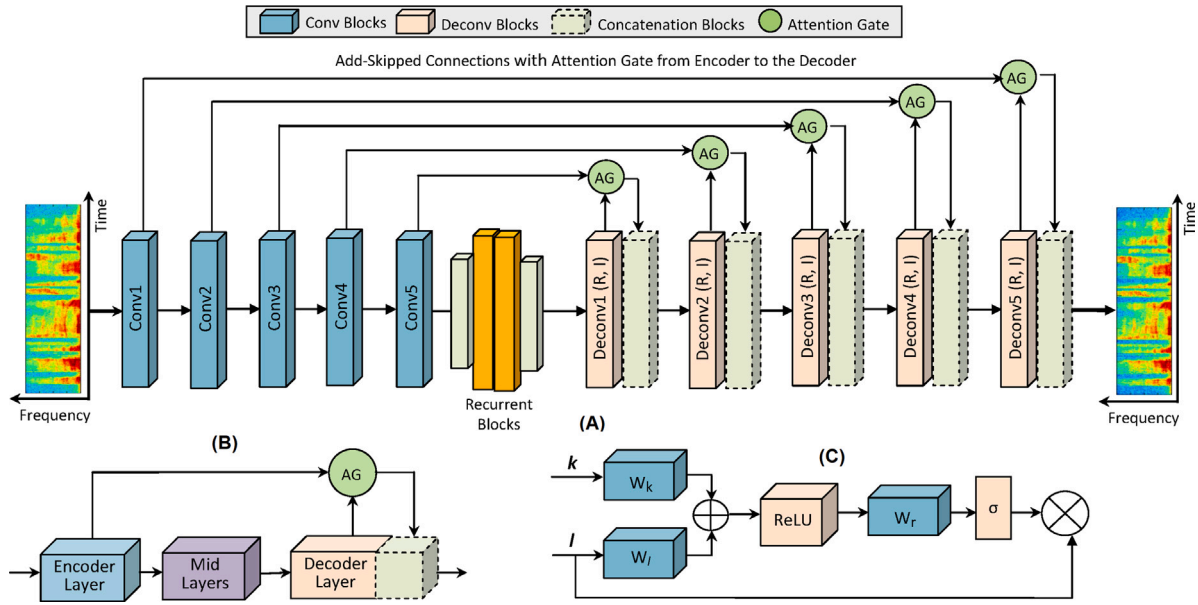 Conv Blocks Deconv Blocks Concatenation Blocks Attention Gate
Add-Skipped Connections with Attention Gate from Encoder to the Decoder
AG
AG
AG
AG
AG
Time
Frequency
Conv1
Conv2
Conv3
Conv4
Conv5
Recurrent
Blocks
Deconv1 (R, I)
Deconv2 (R, I)
Deconv3 (R, I)
Deconv4 (R, I)
Deconv5 (R, I)
Time
Frequency
(A)
(B)
AG
Encoder
Layer
Mid
Layers
Decoder
Layer
(C)
k
Wk
l
Wl
ReLU
Wr
σ